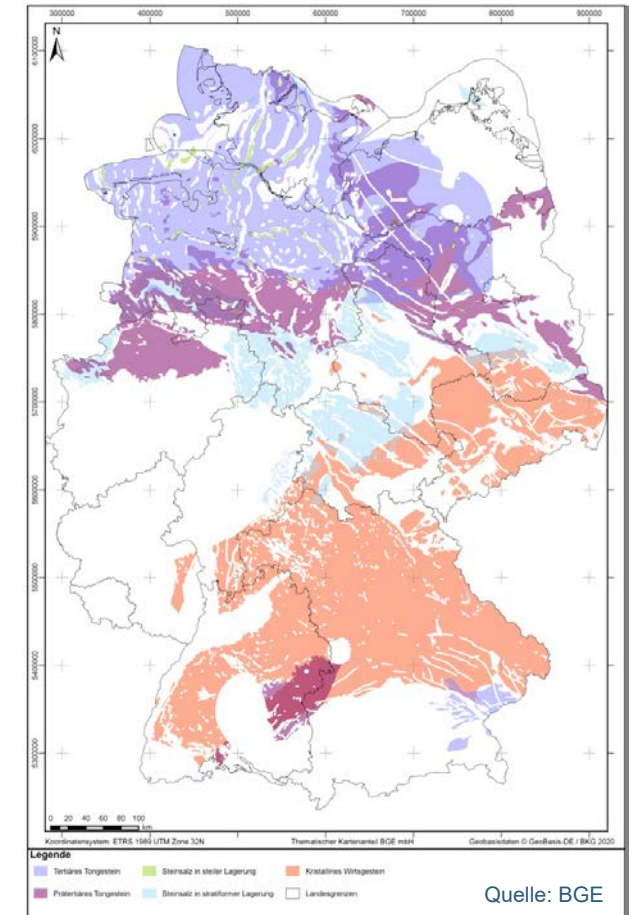 300000 400000 500000 600000 700000 800000 900000
N
6100000
6000000
5900000
5800000
5700000
5600000
5500000
5400000
5300000
0 20 40 60 80 100
km
Koordinatensystem: ETRS 1989 UTM Zone 32N Thematischer Kartenanteil BGE mbH Geobasisdaten © GeoBasis-DE / BKG 2020
Legende
Tertiäres Tongestein Steinsalz in steiler Lagerung Kristallines Wirtsgestein
Prätertiäres Tongestein Steinsalz in stratiformer Lagerung Landesgrenzen
Quelle: BGE